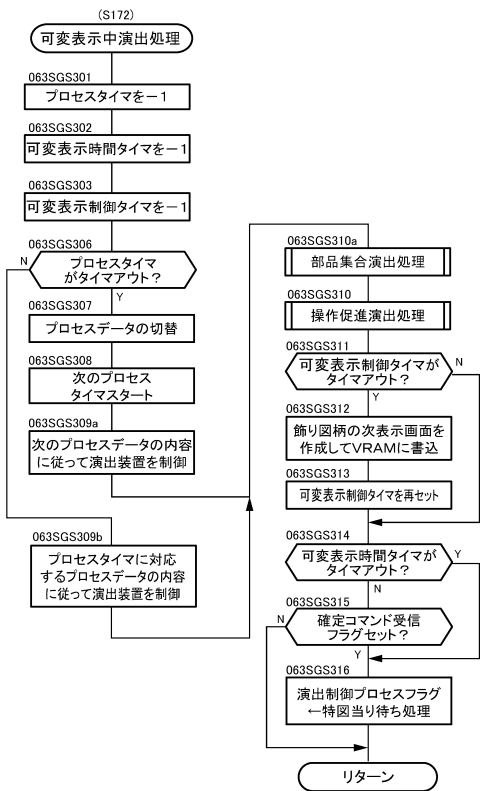 (S172)
可変表示中演出処理
063SGS301
プロセスタイマを－１
063SGS302
可変表示時間タイマを－１
063SGS303
可変表示制御タイマを－１
063SGS306
プロセスタイマ
がタイマアウト？
N
Y
063SGS307
プロセスデータの切替
063SGS308
次のプロセス
タイマスタート
063SGS309a
次のプロセスデータの内容
に従って演出装置を制御
063SGS309b
プロセスタイマに対応
するプロセスデータの内容
に従って演出装置を制御
063SGS310a
部品集合演出処理
063SGS310
操作促進演出処理
063SGS311
可変表示制御タイマが
タイマアウト？
N
Y
063SGS312
飾り図柄の次表示画面を
作成してＶＲＡＭに書込
063SGS313
可変表示制御タイマを再セット
063SGS314
可変表示時間タイマが
タイマアウト？
Y
N
063SGS315
確定コマンド受信
フラグセット？
N
Y
063SGS316
演出制御プロセスフラグ
←特図当り待ち処理
リターン